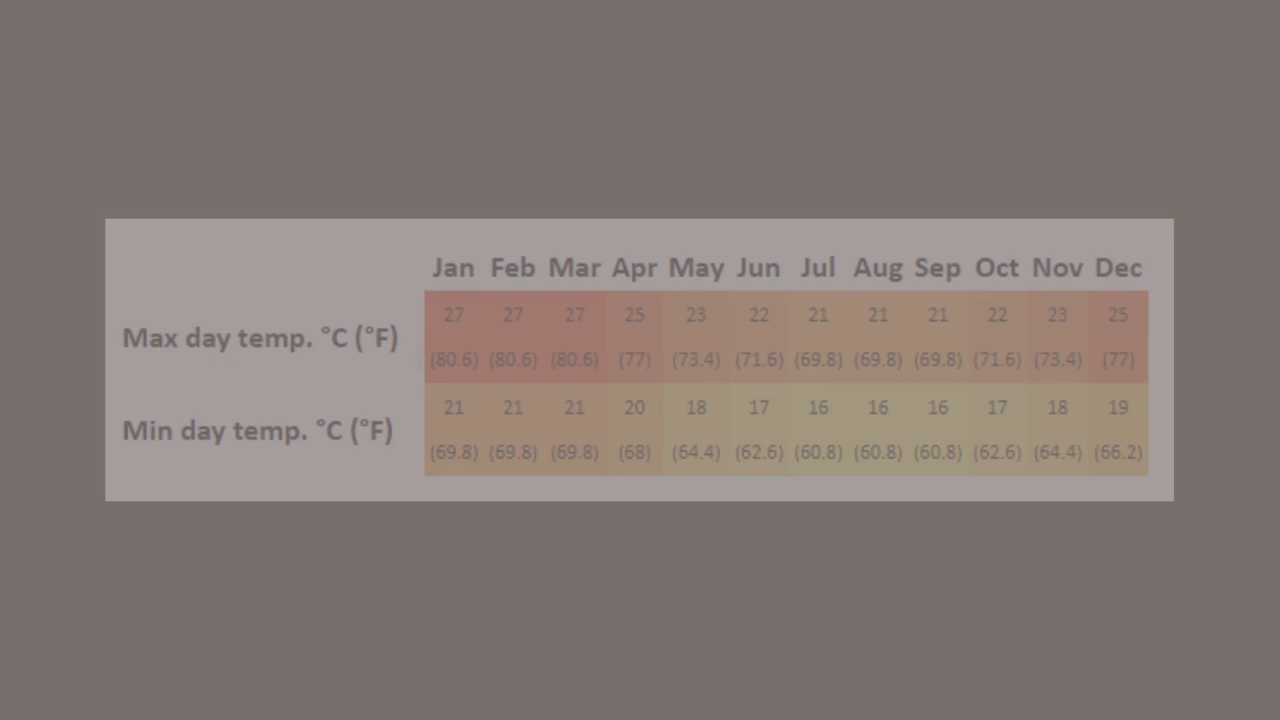 Jan Feb Mar Apr May Jun Jul Aug Sep Oct Nov Dec
Max day temp. °C (°F)
27 27 27 25 23 22 21 21 21 22 23 25
(80.6) (80.6) (80.6) (77) (73.4) (71.6) (69.8) (69.8) (69.8) (71.6) (73.4) (77)
Min day temp. °C (°F)
21 21 21 20 18 17 16 16 16 17 18 19
(69.8) (69.8) (69.8) (68) (64.4) (62.6) (60.8) (60.8) (60.8) (62.6) (64.4) (66.2)